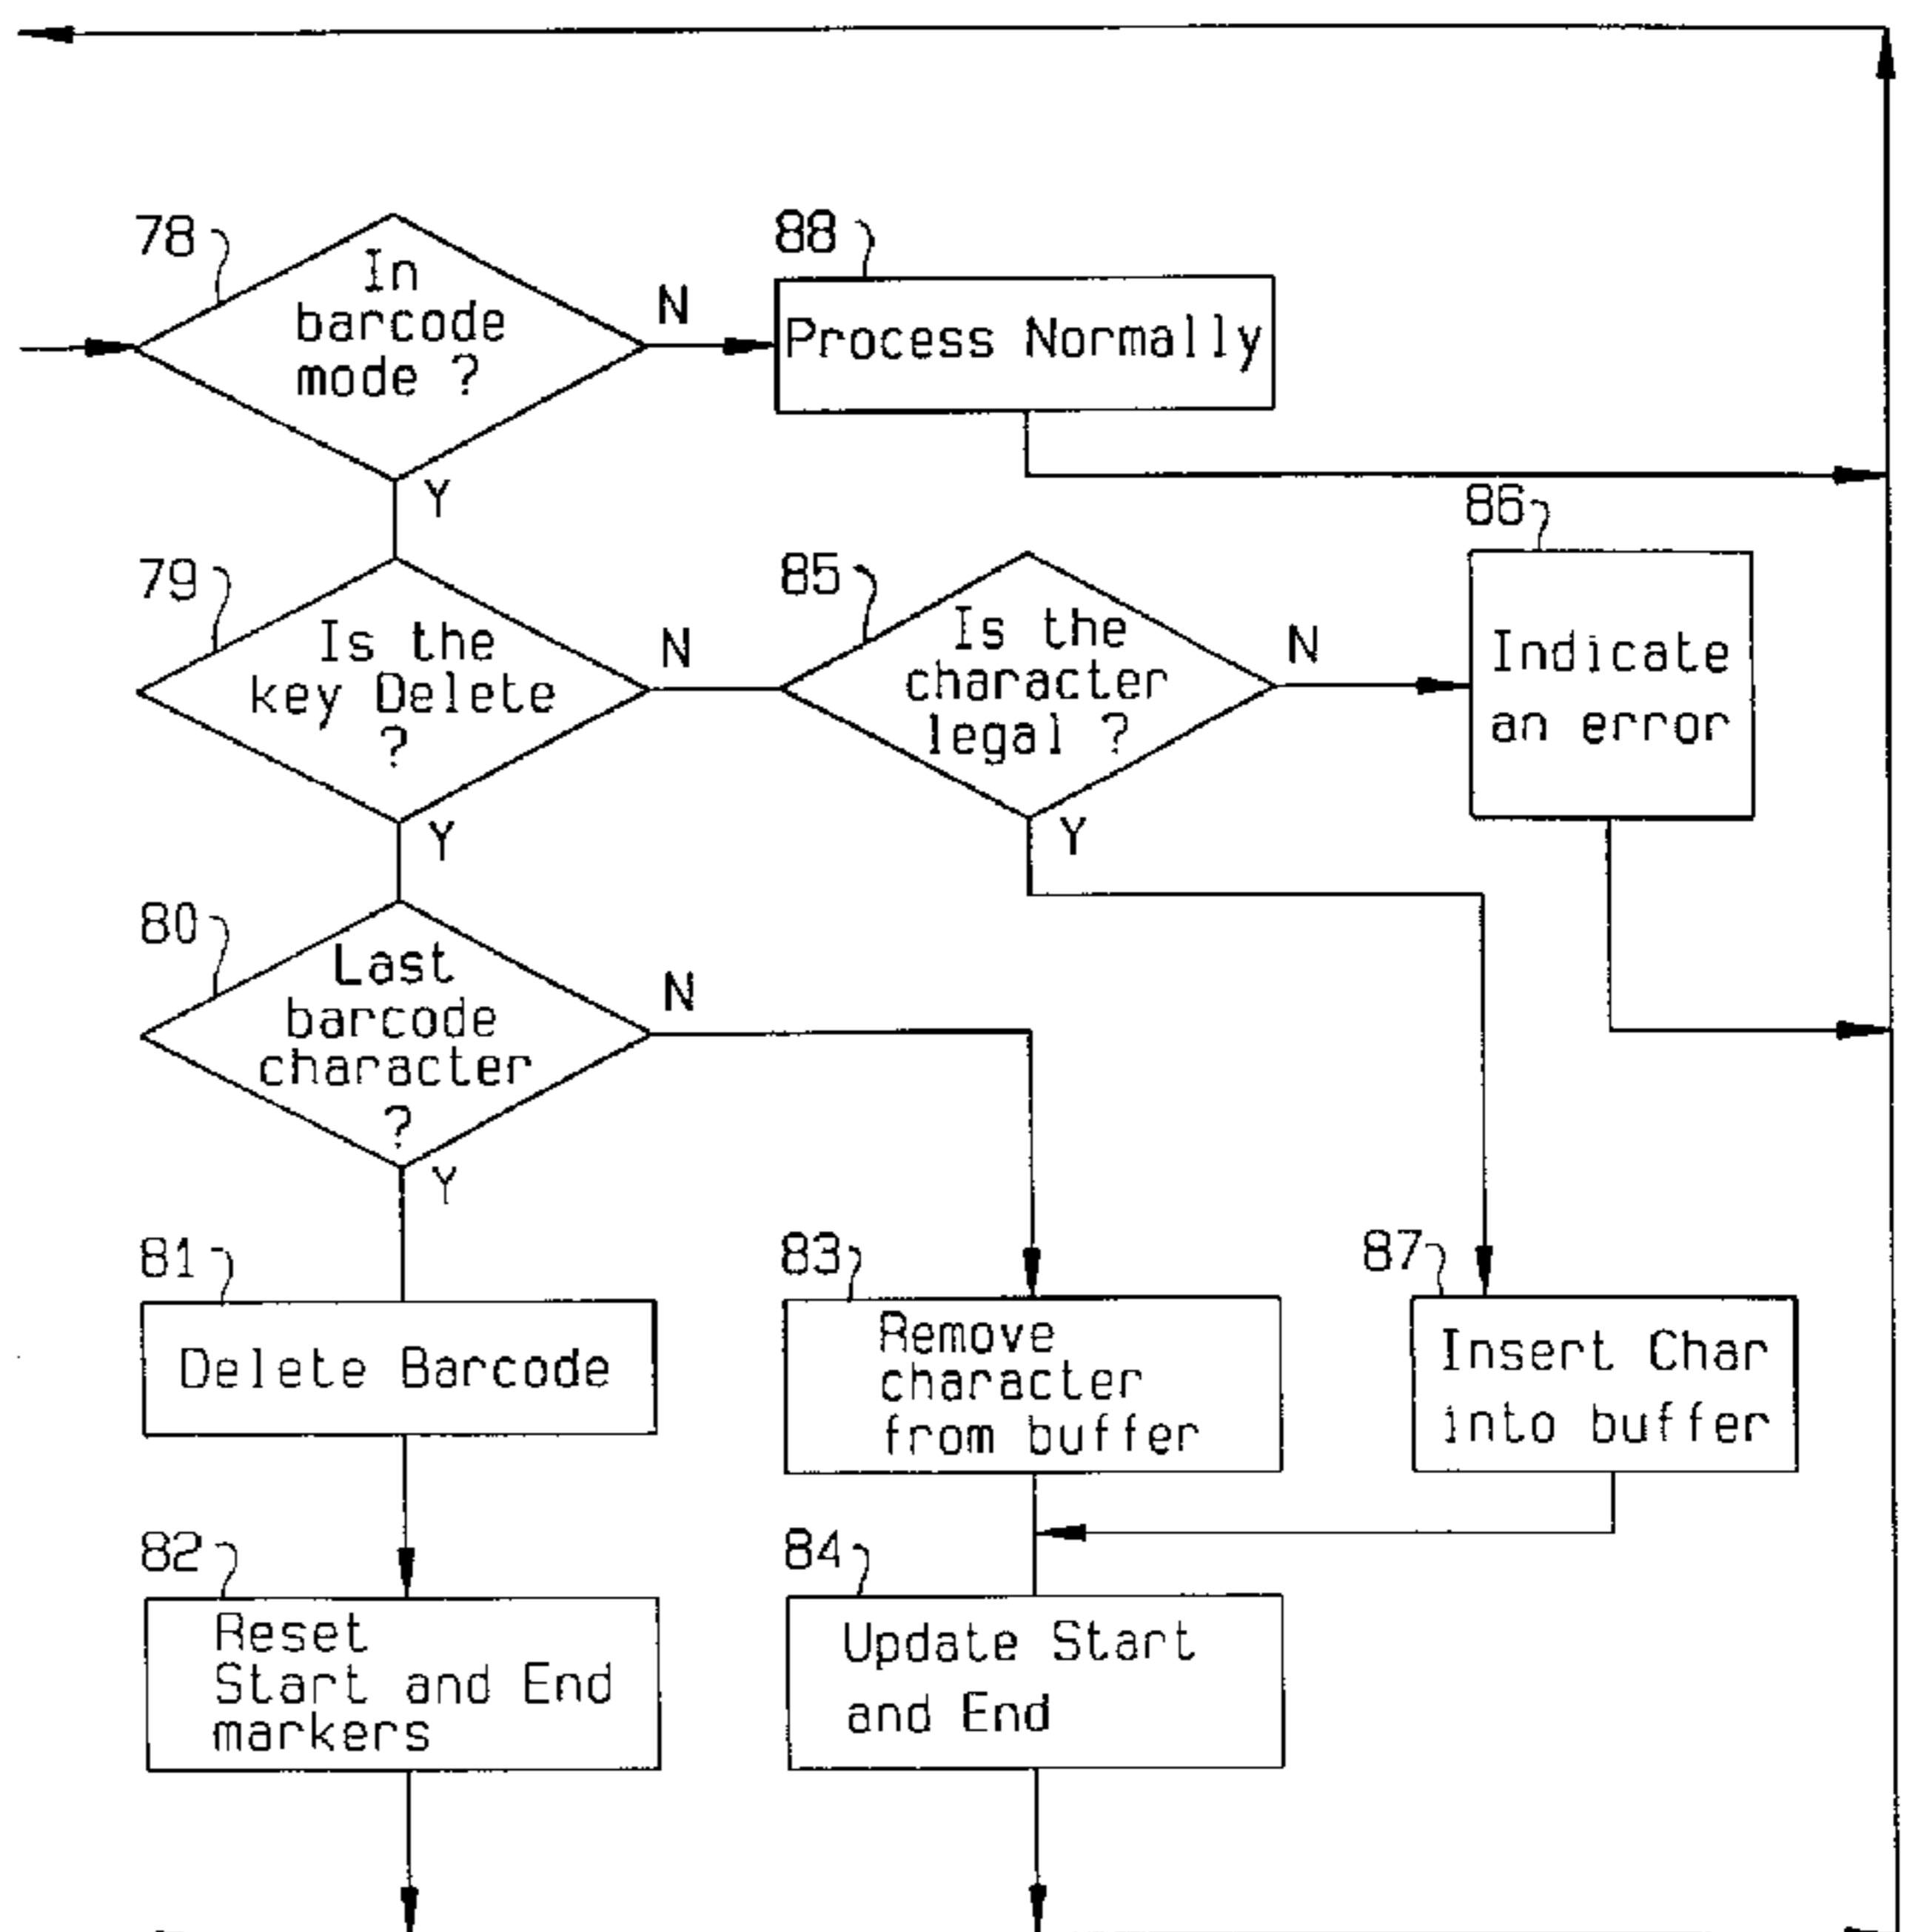 78
In
barcode
mode ?
N
Y
88
Process Normally
79
Is the
key Delete
?
N
Y
85
Is the
character
legal ?
N
Y
86
Indicate
an error
80
Last
barcode
character
?
N
Y
81
Delete Barcode
83
Remove
character
from buffer
87
Insert Char
into buffer
82
Reset
Start and End
markers
84
Update Start
and End